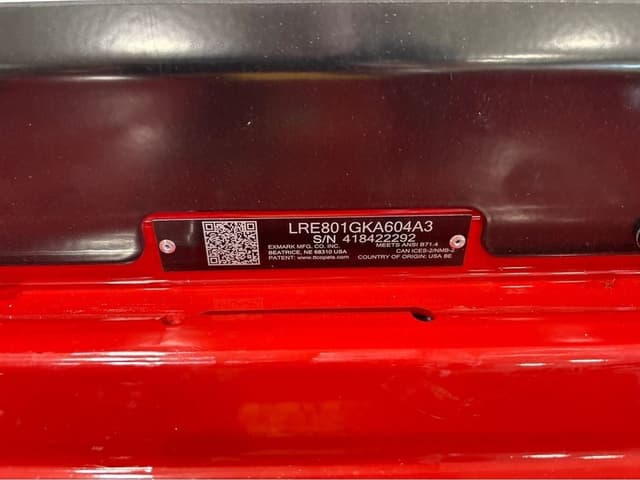 LRE801GKA604A3
S/N 418422292
EXMARK MFG. CO. INC. MEETS ANSI B71.4
BEATRICE, NE 68310 USA CAN ICES-2/NMB-2
PATENT: www.ttcopats.com COUNTRY OF ORIGIN: USA BE